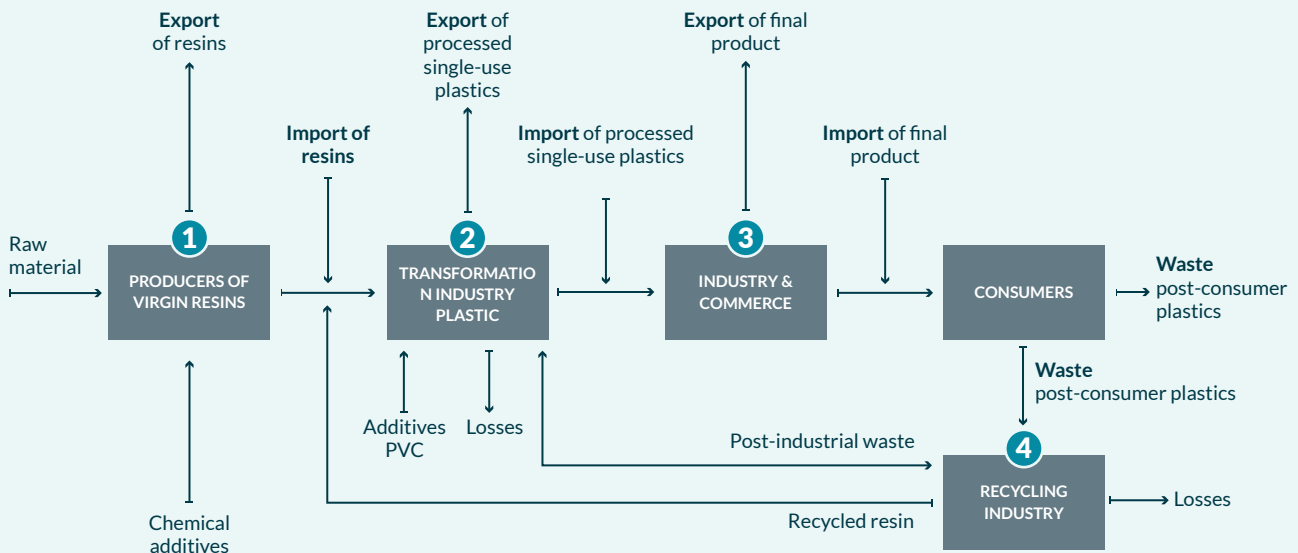 Export
of resins
Export of
processed
single-use
plastics
Export of final
product
Import of
resins
Import of processed
single-use plastics
Import of final
product
Raw
material
1
PRODUCERS OF
VIRGIN RESINS
2
TRANSFORMATIO
N INDUSTRY
PLASTIC
3
INDUSTRY &
COMMERCE
CONSUMERS
Waste
post-consumer
plastics
Waste
post-consumer plastics
Additives
PVC
Losses
Post-industrial waste
4
RECYCLING
INDUSTRY
Losses
Recycled resin
Chemical
additives